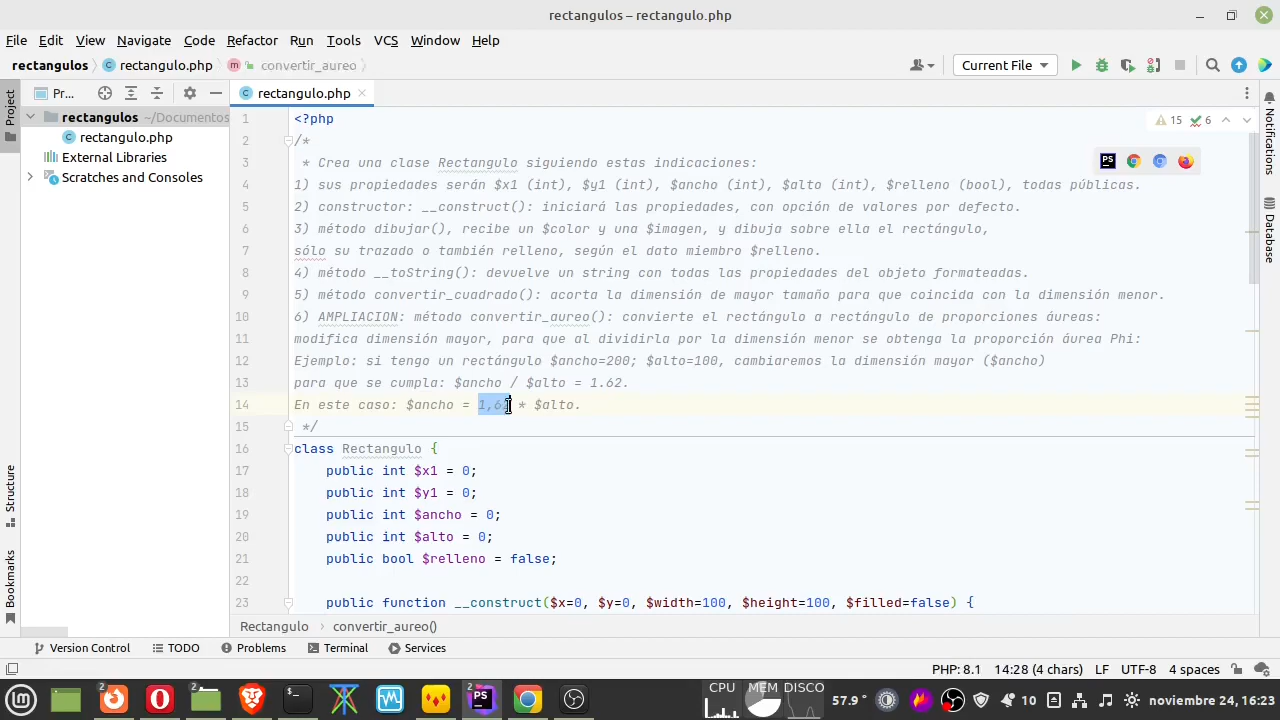 rectangulos – rectangulo.php
File Edit View Navigate Code Refactor Run Tools VCS Window Help
rectangulos rectangulo.php m convertir_aureo Current File
Project Pr... rectangulo.php
rectangulos ~/Documentos
rectangulo.php
External Libraries
Scratches and Consoles
15 6
1 <?php
2 /*
3 * Crea una clase Rectangulo siguiendo estas indicaciones:
4 1) sus propiedades serán $x1 (int), $y1 (int), $ancho (int), $alto (int), $relleno (bool), todas públicas.
5 2) constructor: __construct(): iniciará las propiedades, con opción de valores por defecto.
6 3) método dibujar(), recibe un $color y una $imagen, y dibuja sobre ella el rectángulo,
7 sólo su trazado o también relleno, según el dato miembro $relleno.
8 4) método __toString(): devuelve un string con todas las propiedades del objeto formateadas.
9 5) método convertir_cuadrado(): acorta la dimensión de mayor tamaño para que coincida con la dimensión menor.
10 6) AMPLIACION: método convertir_aureo(): convierte el rectángulo a rectángulo de proporciones áureas:
11 modifica dimensión mayor, para que al dividirla por la dimensión menor se obtenga la proporción áurea Phi:
12 Ejemplo: si tengo un rectángulo $ancho=200; $alto=100, cambiaremos la dimensión mayor ($ancho)
13 para que se cumpla: $ancho / $alto = 1.62.
14 En este caso: $ancho = 1,62 * $alto.
15 */
16 class Rectangulo {
17 public int $x1 = 0;
18 public int $y1 = 0;
19 public int $ancho = 0;
20 public int $alto = 0;
21 public bool $relleno = false;
22
23 public function __construct($x=0, $y=0, $width=100, $height=100, $filled=false) {
Structure
Bookmarks
Notifications
Database
PS
Rectangulo convertir_aureo()
Version Control TODO Problems Terminal Services
PHP: 8.1 14:28 (4 chars) LF UTF-8 4 spaces
2 2 2 PS CPU MEM DISCO 57.9° 10 noviembre 24, 16:23